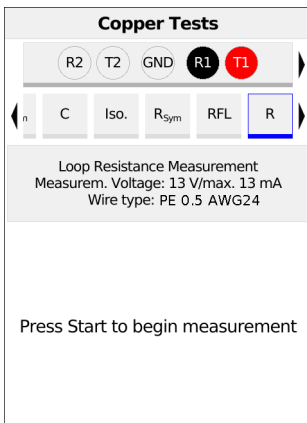 Copper Tests
R2 T2 GND R1 T1
n C Iso. RSym RFL R
Loop Resistance Measurement
Measurem. Voltage: 13 V/max. 13 mA
Wire type: PE 0.5 AWG24
Press Start to begin measurement